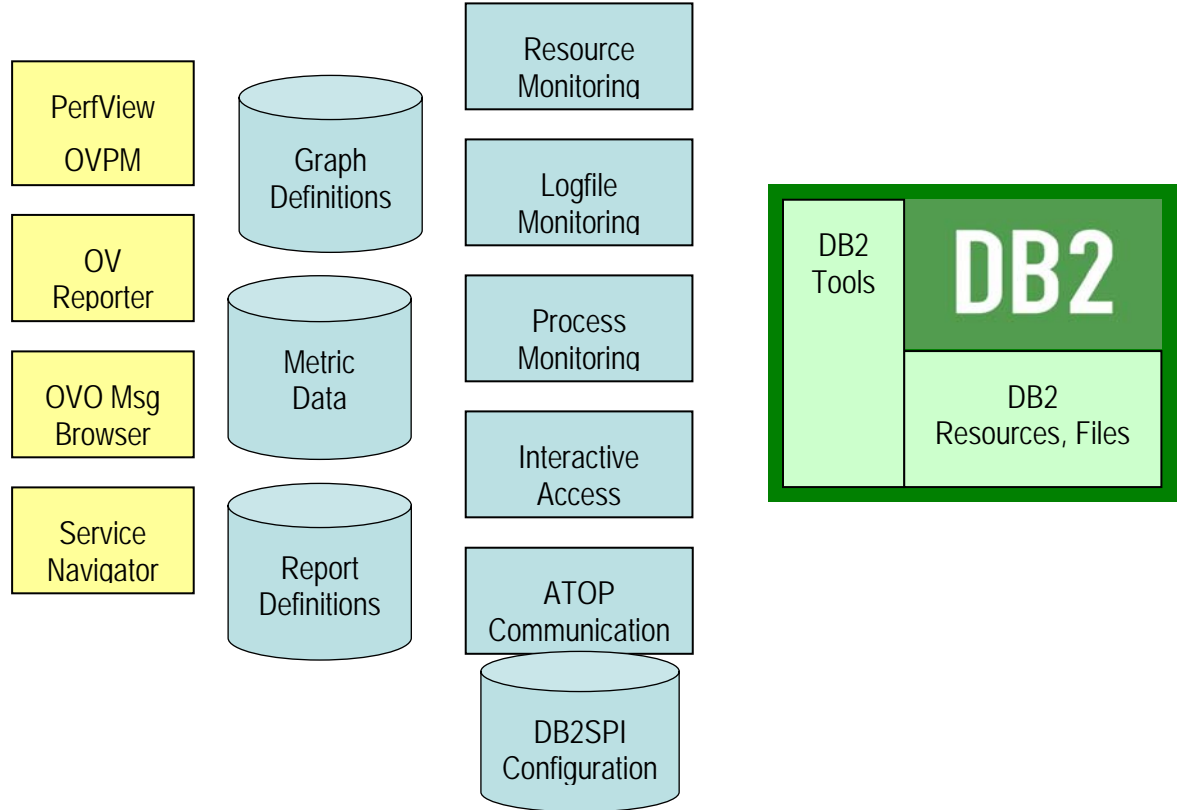 PerfView
OVPM
OV
Reporter
OVO Msg
Browser
Service
Navigator
Graph
Definitions
Metric
Data
Report
Definitions
Resource
Monitoring
Logfile
Monitoring
Process
Monitoring
Interactive
Access
ATOP
Communication
DB2SPI
Configuration
DB2
Tools
DB2
DB2
Resources, Files